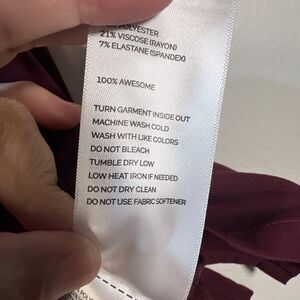 POLYESTER
21% VISCOSE (RAYON)
7% ELASTANE (SPANDEX)
100% AWESOME
TURN GARMENT INSIDE OUT
MACHINE WASH COLD
WASH WITH LIKE COLORS
DO NOT BLEACH
TUMBLE DRY LOW
LOW HEAT IRON IF NEEDED
DO NOT DRY CLEAN
DO NOT USE FABRIC SOFTENER